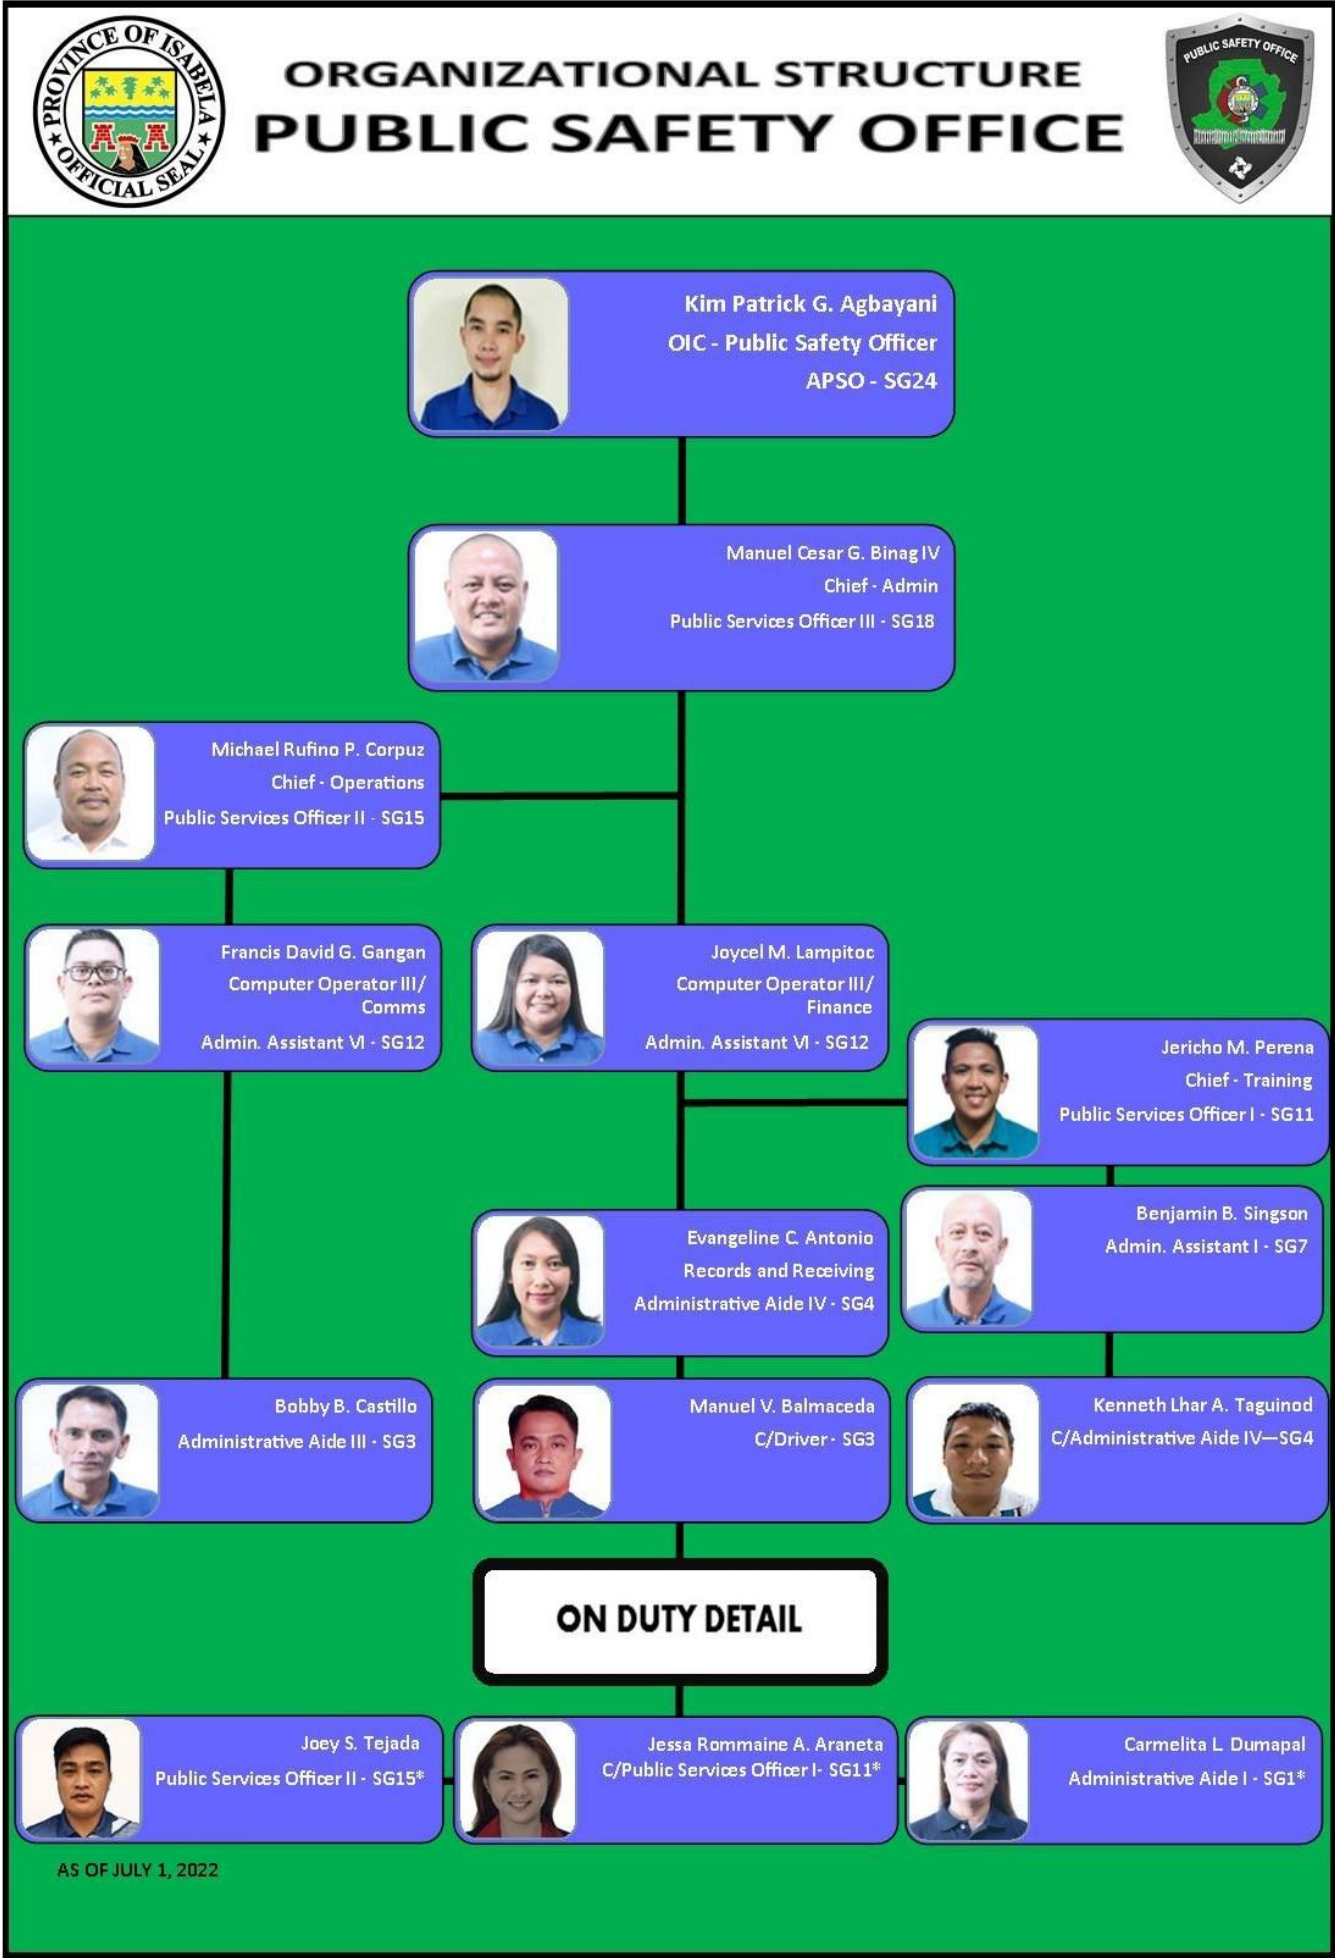 PROVINCE OF ISABELA
OFFICIAL SEAL
ORGANIZATIONAL STRUCTURE
PUBLIC SAFETY OFFICE
PUBLIC SAFETY OFFICE
Kim Patrick G. Agbayani
OIC - Public Safety Officer
APSO - SG24
Manuel Cesar G. Binag IV
Chief - Admin
Public Services Officer III - SG18
Michael Rufino P. Corpuz
Chief - Operations
Public Services Officer II - SG15
Francis David G. Gangan
Computer Operator III/
Comms
Admin. Assistant VI - SG12
Joycel M. Lampitoc
Computer Operator III/
Finance
Admin. Assistant VI - SG12
Jericho M. Perena
Chief - Training
Public Services Officer I - SG11
Benjamin B. Singson
Admin. Assistant I - SG7
Evangeline C. Antonio
Records and Receiving
Administrative Aide IV - SG4
Bobby B. Castillo
Administrative Aide III - SG3
Manuel V. Balmaceda
C/Driver - SG3
Kenneth Lhar A. Taguinod
C/Administrative Aide IV—SG4
ON DUTY DETAIL
Joey S. Tejada
Public Services Officer II - SG15*
Jessa Rommaine A. Araneta
C/Public Services Officer I- SG11*
Carmelita L. Dumapal
Administrative Aide I - SG1*
AS OF JULY 1, 2022